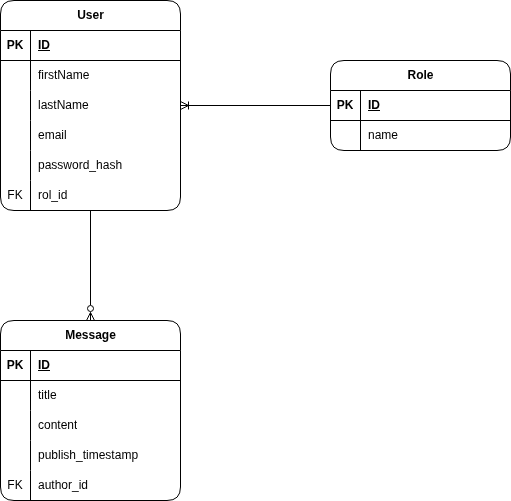 User
PK ID
firstName
lastName
email
password_hash
FK rol_id
Role
PK ID
name
Message
PK ID
title
content
publish_timestamp
FK author_id